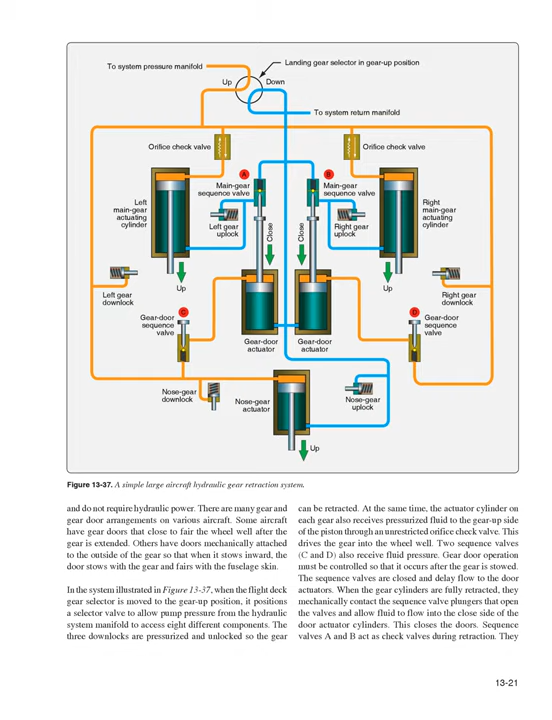 Landing gear selector in gear-up position
To system pressure manifold
Up
Down
To system return manifold
Orifice check valve
Orifice check valve
A
B
Main-gear
sequence valve
Main-gear
sequence valve
Left
main-gear
actuating
cylinder
Right
main-gear
actuating
cylinder
Left gear
uplock
Close
Close
Right gear
uplock
Up
Up
Left gear
downlock
Right gear
downlock
C
D
Gear-door
sequence
valve
Gear-door
sequence
valve
Gear-door
actuator
Gear-door
actuator
Nose-gear
downlock
Nose-gear
actuator
Nose-gear
uplock
Up
Figure 13-37. A simple large aircraft hydraulic gear retraction system.
and do not require hydraulic power. There are many gear and
gear door arrangements on various aircraft. Some aircraft
have gear doors that close to fair the wheel well after the
gear is extended. Others have doors mechanically attached
to the outside of the gear so that when it stows inward, the
door stows with the gear and fairs with the fuselage skin.
In the system illustrated in Figure 13-37, when the flight deck
gear selector is moved to the gear-up position, it positions
a selector valve to allow pump pressure from the hydraulic
system manifold to access eight different components. The
three downlocks are pressurized and unlocked so the gear
can be retracted. At the same time, the actuator cylinder on
each gear also receives pressurized fluid to the gear-up side
of the piston through an unrestricted orifice check valve. This
drives the gear into the wheel well. Two sequence valves
(C and D) also receive fluid pressure. Gear door operation
must be controlled so that it occurs after the gear is stowed.
The sequence valves are closed and delay flow to the door
actuators. When the gear cylinders are fully retracted, they
mechanically contact the sequence valve plungers that open
the valves and allow fluid to flow into the close side of the
door actuator cylinders. This closes the doors. Sequence
valves A and B act as check valves during retraction. They
13-21